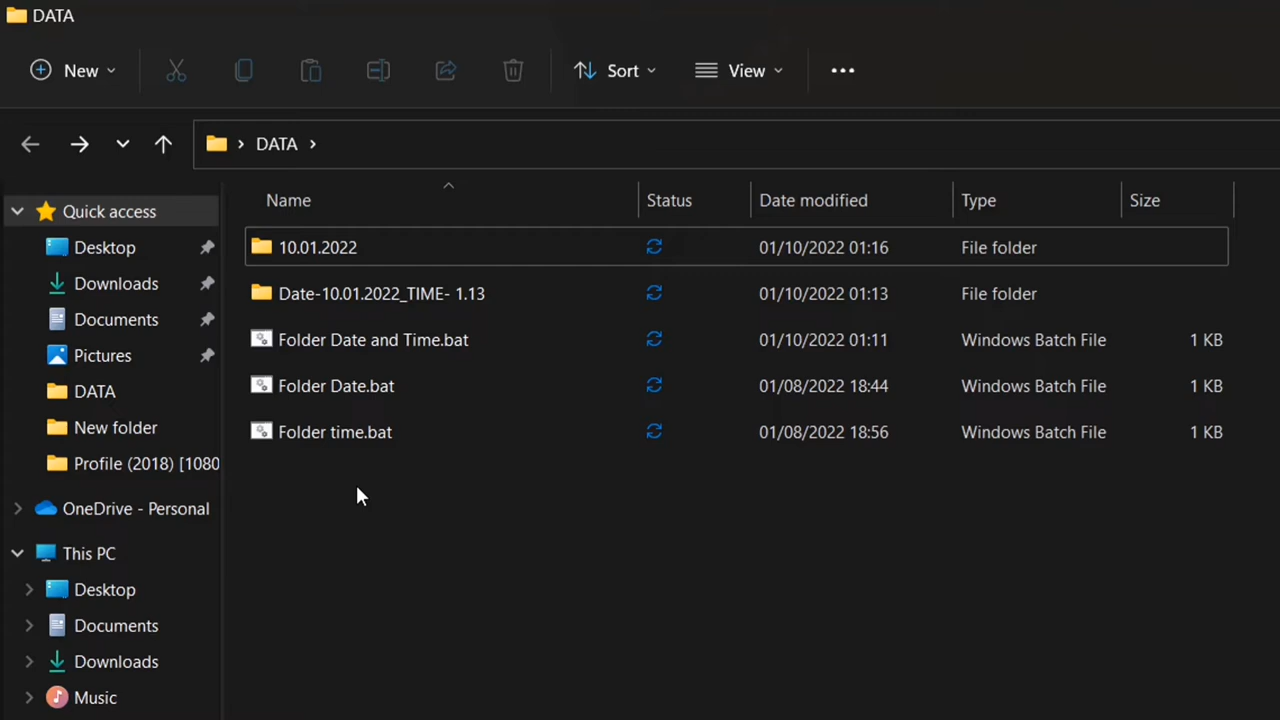 DATA
New
Sort
View
DATA
Name Status Date modified Type Size
Quick access
Desktop
Downloads
Documents
Pictures
DATA
New folder
Profile (2018) [1080
OneDrive - Personal
This PC
Desktop
Documents
Downloads
Music
10.01.2022 01/10/2022 01:16 File folder
Date-10.01.2022_TIME- 1.13 01/10/2022 01:13 File folder
Folder Date and Time.bat 01/10/2022 01:11 Windows Batch File 1 KB
Folder Date.bat 01/08/2022 18:44 Windows Batch File 1 KB
Folder time.bat 01/08/2022 18:56 Windows Batch File 1 KB